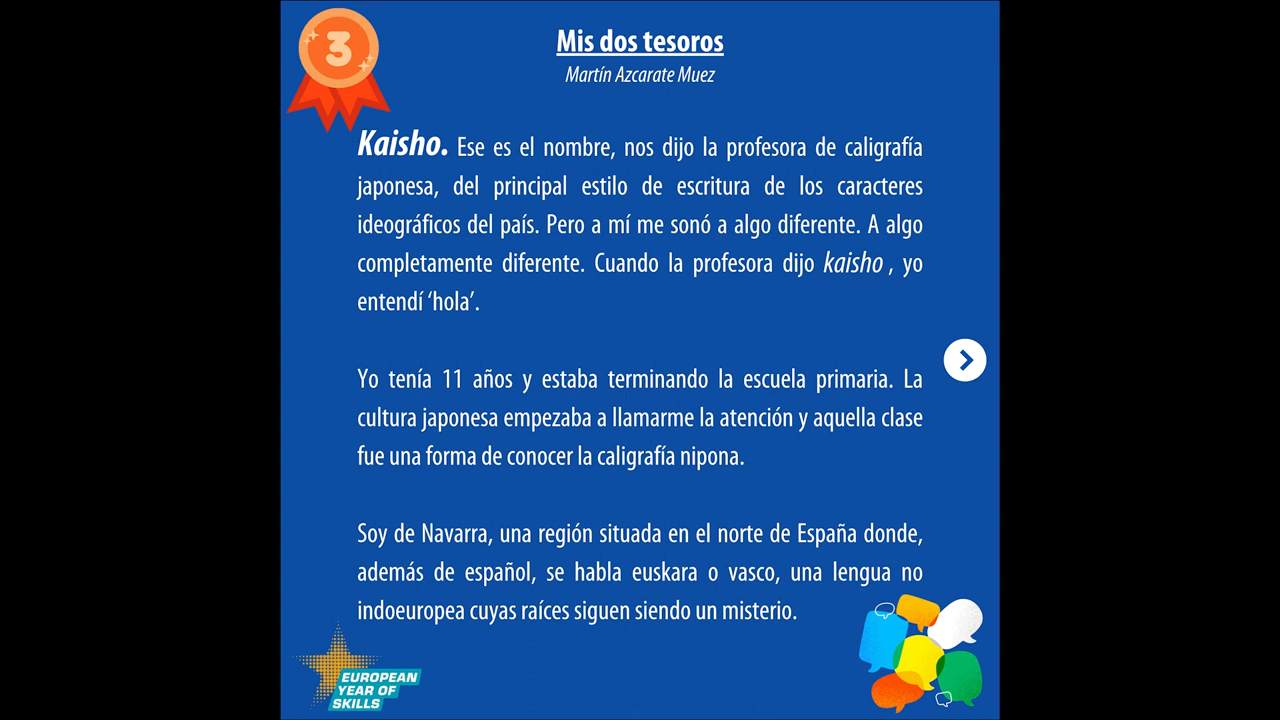 3
Mis dos tesoros
Martín Azcarate Muez
Kaisho. Ese es el nombre, nos dijo la profesora de caligrafía
japonesa, del principal estilo de escritura de los caracteres
ideográficos del país. Pero a mí me sonó a algo diferente. A algo
completamente diferente. Cuando la profesora dijo kaisho , yo
entendí ‘hola’.
Yo tenía 11 años y estaba terminando la escuela primaria. La
cultura japonesa empezaba a llamarme la atención y aquella clase
fue una forma de conocer la caligrafía nipona.
Soy de Navarra, una región situada en el norte de España donde,
además de español, se habla euskara o vasco, una lengua no
indoeuropea cuyas raíces siguen siendo un misterio.
EUROPEAN
YEAR OF
SKILLS